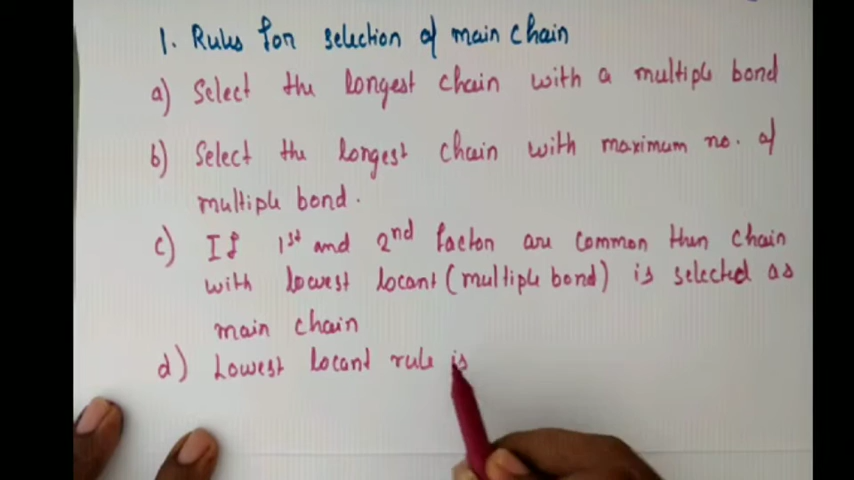 1. Rules for selection of main chain
a) Select the longest chain with a multiple bond
b) Select the longest chain with maximum no. of
multiple bond.
c) If 1st and 2nd factor are common then chain
with lowest locant (multiple bond) is selected as
main chain
d) Lowest locant rule is